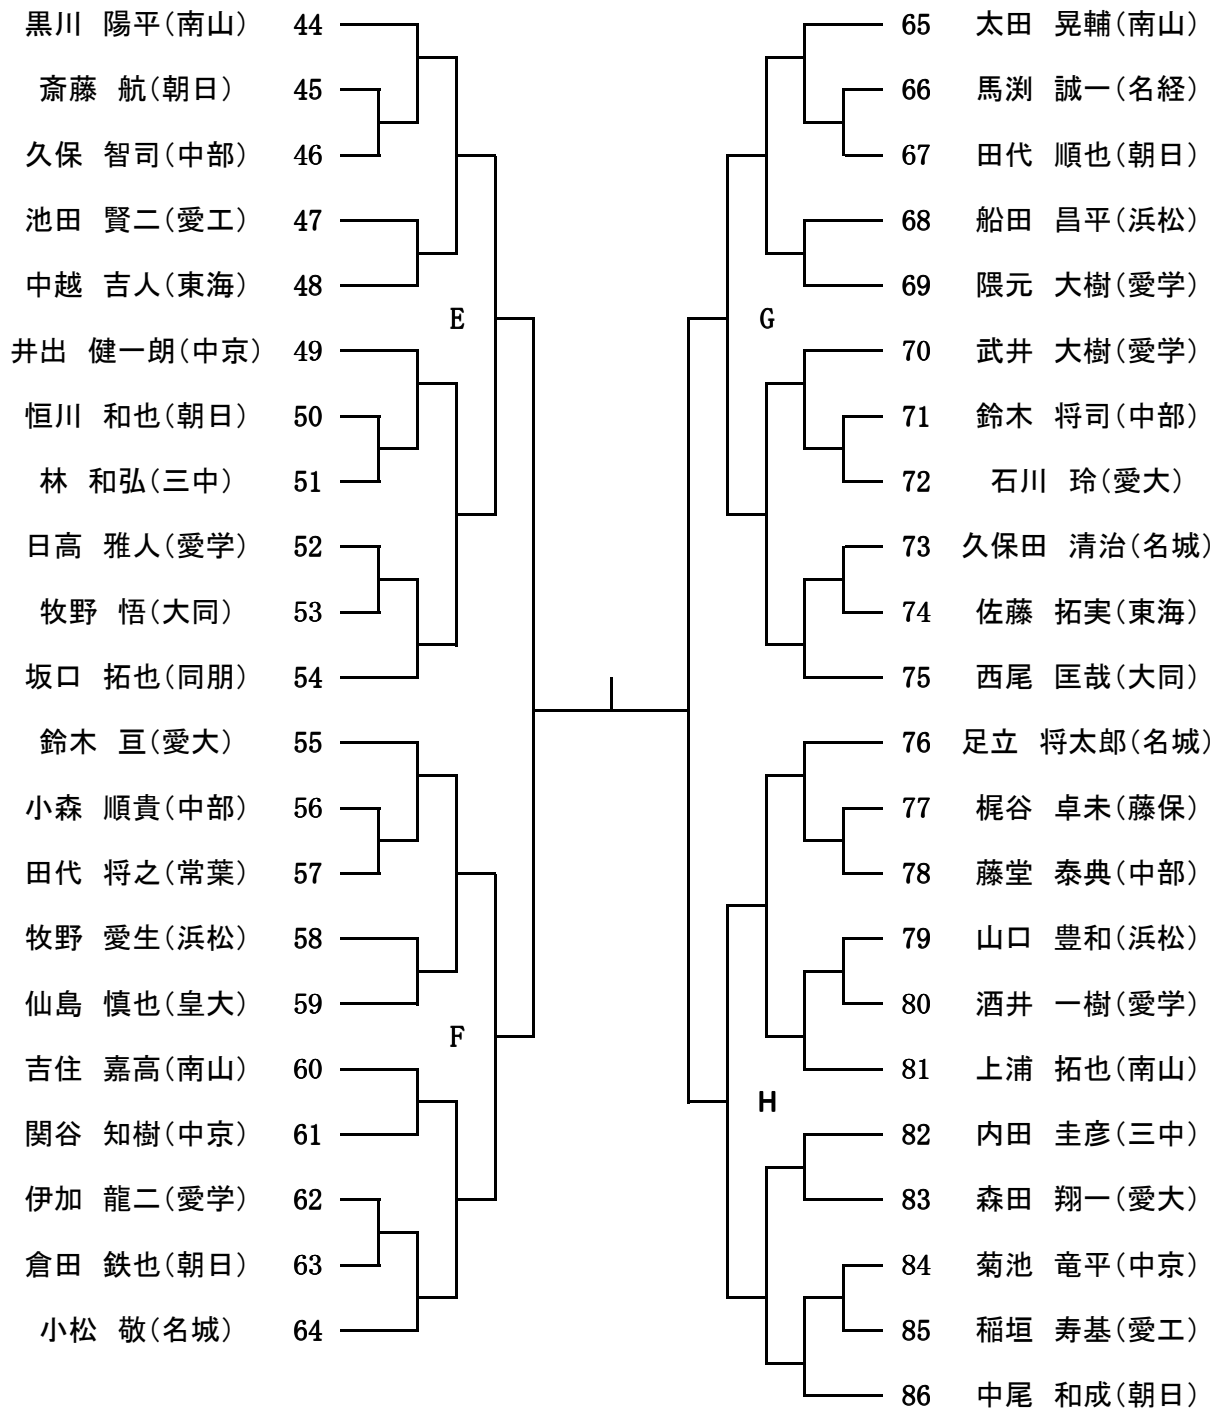 黒川 陽平(南山) 44
斎藤 航(朝日) 45
久保 智司(中部) 46
池田 賢二(愛工) 47
中越 吉人(東海) 48
E
井出 健一朗(中京) 49
恒川 和也(朝日) 50
林 和弘(三中) 51
日高 雅人(愛学) 52
牧野 悟(大同) 53
坂口 拓也(同朋) 54
鈴木 亘(愛大) 55
小森 順貴(中部) 56
田代 将之(常葉) 57
牧野 愛生(浜松) 58
仙島 慎也(皇大) 59
F
吉住 嘉高(南山) 60
関谷 知樹(中京) 61
伊加 龍二(愛学) 62
倉田 鉄也(朝日) 63
小松 敬(名城) 64
65 太田 晃輔(南山)
66 馬渕 誠一(名経)
67 田代 順也(朝日)
68 船田 昌平(浜松)
69 隈元 大樹(愛学)
G
70 武井 大樹(愛学)
71 鈴木 将司(中部)
72 石川 玲(愛大)
73 久保田 清治(名城)
74 佐藤 拓実(東海)
75 西尾 匡哉(大同)
76 足立 将太郎(名城)
77 梶谷 卓未(藤保)
78 藤堂 泰典(中部)
79 山口 豊和(浜松)
80 酒井 一樹(愛学)
81 上浦 拓也(南山)
H
82 内田 圭彦(三中)
83 森田 翔一(愛大)
84 菊池 竜平(中京)
85 稲垣 寿基(愛工)
86 中尾 和成(朝日)